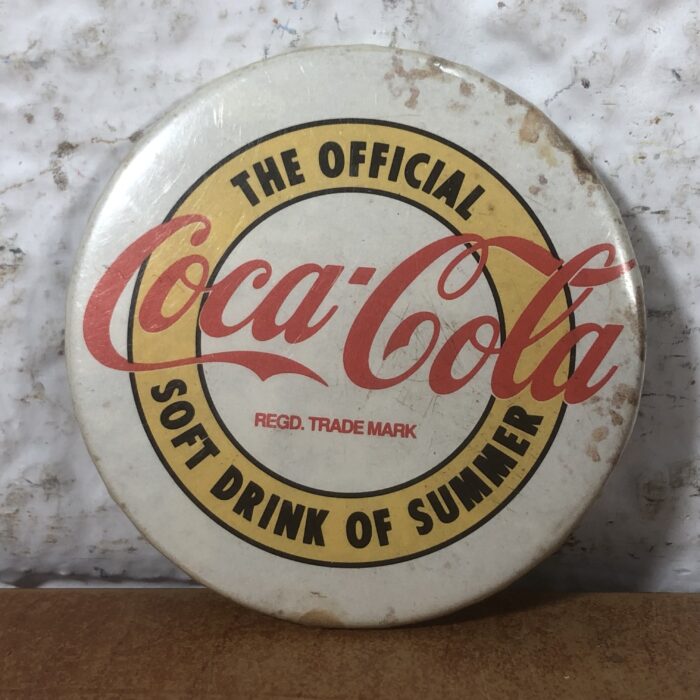 THE OFFICIAL
Coca-Cola
REGD. TRADE MARK
SOFT DRINK OF SUMMER